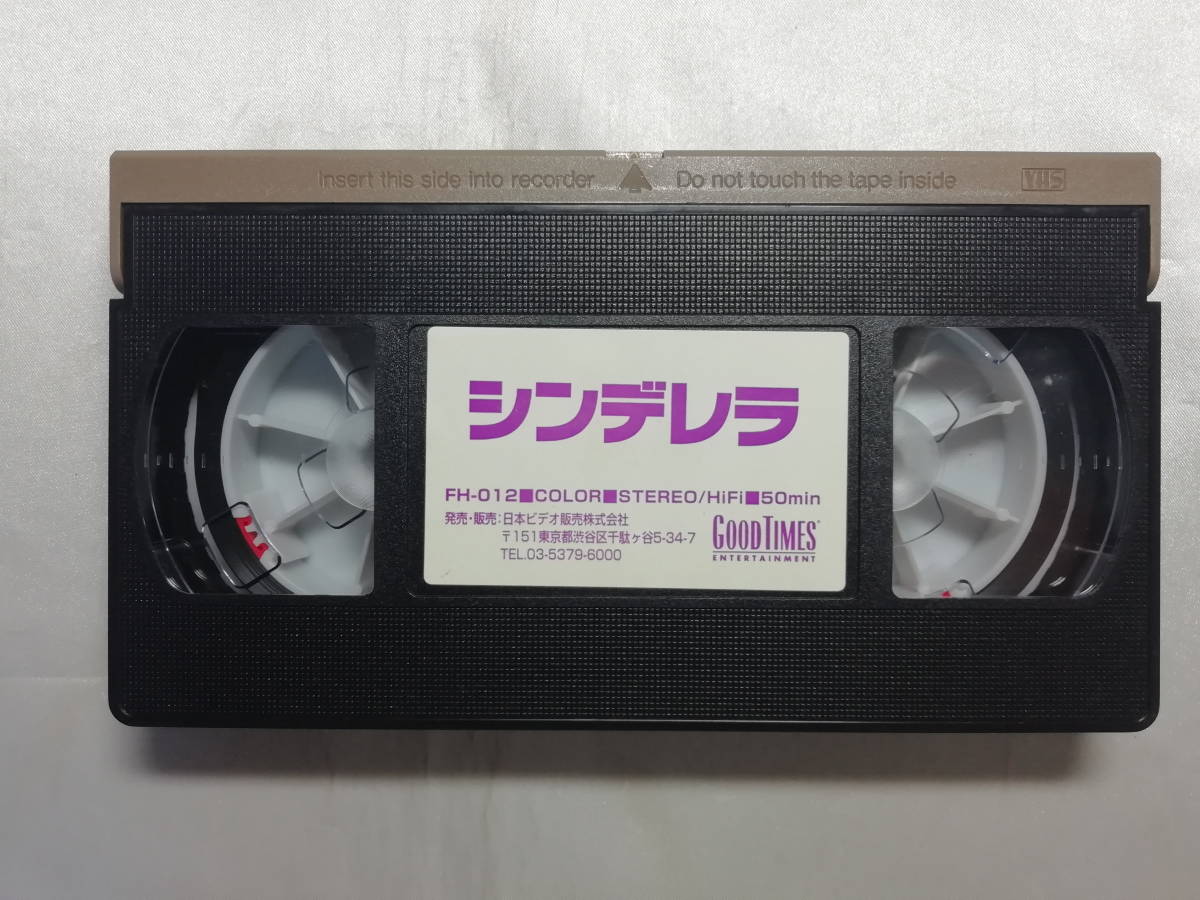 Insert this side into recorder Do not touch the tape inside VHS
シンデレラ
FH-012■COLOR■STEREO/HiFi■50min
発売・販売:日本ビデオ販売株式会社
〒151東京都渋谷区千駄ヶ谷5-34-7
TEL.03-5379-6000
GOODTIMES®
ENTERTAINMENT